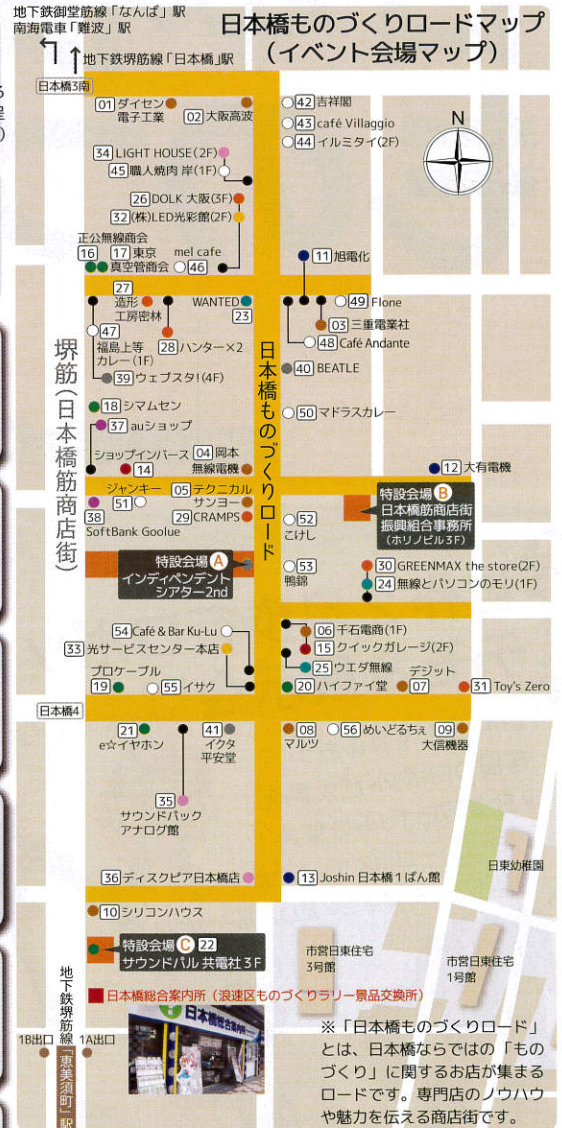 地下鉄御堂筋線「なんば」駅
南海電車「難波」駅
日本橋ものづくりロードマップ
(イベント会場マップ)
地下鉄堺筋線「日本橋」駅
日本橋3南
N
01 ダイセン
電子工業
02 大阪高波
42 吉祥閣
43 café Villaggio
44 イルミタイ(2F)
34 LIGHT HOUSE(2F)
45 職人焼肉 岸(1F)
26 DOLK 大阪(3F)
32 (株)LED光彩館(2F)
正公無線商会
16 17 東京
真空管商会
mel cafe
46
11 旭電化
27
造形
工房密林
WANTED
23
49 Flone
03 三重電業社
48 Café Andante
47
福島上等
カレー(1F)
28 ハンター×2
39 ウェブスタ!(4F)
40 BEATLE
堺筋(日本橋筋商店街)
日本橋ものづくりロード
18 シマムセン
37 auショップ
50 マドラスカレー
ショップインバース
14
04 岡本
無線電機
12 大有電機
ジャンキー
51
05 テクニカル
サンヨー
38
SoftBank Goolue
29 CRAMPS
52
こけし
特設会場 B
日本橋筋商店街
振興組合事務所
(ホリノビル3F)
特設会場 A
インディペンデント
シアター2nd
53
鴨錦
30 GREENMAX the store(2F)
24 無線とパソコンのモリ(1F)
54 Café & Bar Ku-Lu
33 光サービスセンター本店
06 千石電商(1F)
15 クイックガレージ(2F)
25 ウエダ無線
プロケーブル
19
55 イサク
20 ハイファイ堂
デジット
07
31 Toy's Zero
日本橋4
21
e☆イヤホン
41
イクタ
平安堂
08
マルツ
56 めいどるちぇ
09
大信機器
35
サウンドパック
アナログ館
36 ディスクピア日本橋店
13 Joshin 日本橋1ばん館
日東幼稚園
10 シリコンハウス
特設会場 C 22
サウンドパル 共電社 3F
市営日東住宅
3号館
市営日東住宅
1号館
日本橋総合案内所(浪速区ものづくりラリー景品交換所)
日本橋総合案内所
地下鉄堺筋線「恵美須町」駅
1B出口
1A出口
※「日本橋ものづくりロード」
とは、日本橋ならではの「もの
づくり」に関するお店が集まる
ロードです。専門店のノウハウ
や魅力を伝える商店街です。